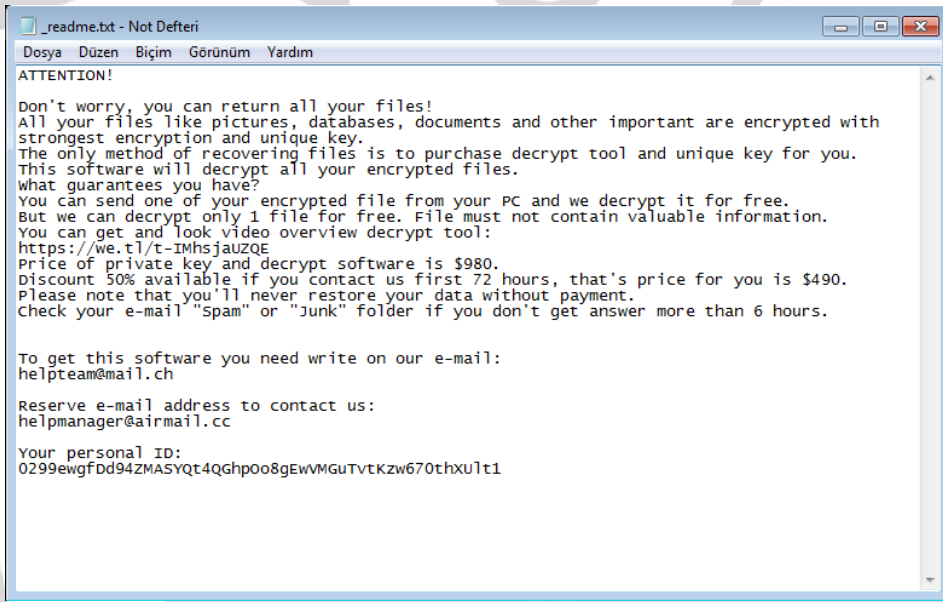 _readme.txt - Not Defteri
Dosya Düzen Biçim Görünüm Yardım
ATTENTION!
Don't worry, you can return all your files!
All your files like pictures, databases, documents and other important are encrypted with
strongest encryption and unique key.
The only method of recovering files is to purchase decrypt tool and unique key for you.
This software will decrypt all your encrypted files.
What guarantees you have?
You can send one of your encrypted file from your PC and we decrypt it for free.
But we can decrypt only 1 file for free. File must not contain valuable information.
You can get and look video overview decrypt tool:
https://we.tl/t-IMhsjaUZQE
Price of private key and decrypt software is $980.
Discount 50% available if you contact us first 72 hours, that's price for you is $490.
Please note that you'll never restore your data without payment.
Check your e-mail "Spam" or "Junk" folder if you don't get answer more than 6 hours.
To get this software you need write on our e-mail:
helpteam@mail.ch
Reserve e-mail address to contact us:
helpmanager@airmail.cc
Your personal ID:
0299ewgfDd94ZMASYQt4QGhpOo8gEwVMGuTvtKzw670thXUlt1